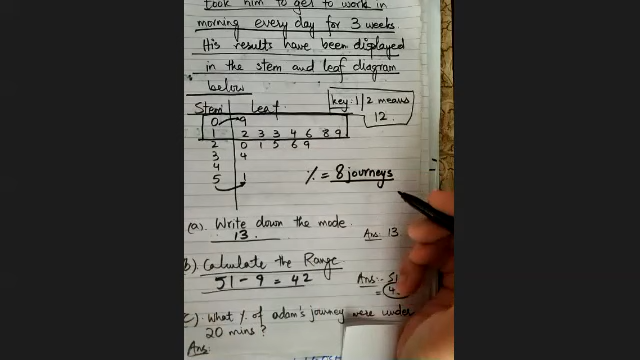 took him to get to work in
morning every day for 3 weeks
His results have been displayed
in the stem and leaf diagram
below
key: 1 | 2 means
12.
Stem Leaf
0 9
1 2 3 3 4 6 8 9
2 0 1 5 6 9
3 4
4
5 1
% = 8 journeys
(a). Write down the mode.
13.
Ans: 13
b) Calculate the Range
51 - 9 = 42
Ans:- 51
=
(c). What % of adam's journey were under
20 mins?
Ans: